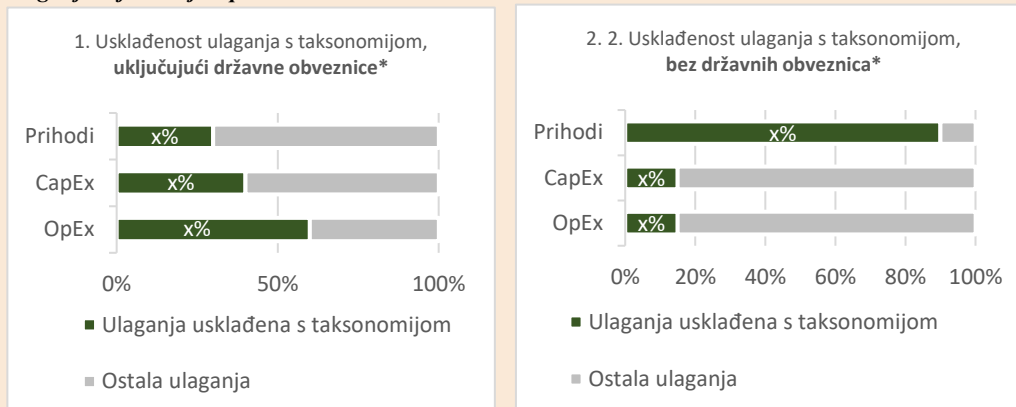 1. Usklađenost ulaganja s taksonomijom,
uključujući državne obveznice*
Prihodi
x%
CapEx
x%
OpEx
x%
0% 50% 100%
Ulaganja usklađena s taksonomijom
Ostala ulaganja
2. 2. Usklađenost ulaganja s taksonomijom,
bez državnih obveznica*
Prihodi
x%
CapEx
x%
OpEx
x%
0% 20% 40% 60% 80% 100%
Ulaganja usklađena s taksonomijom
Ostala ulaganja